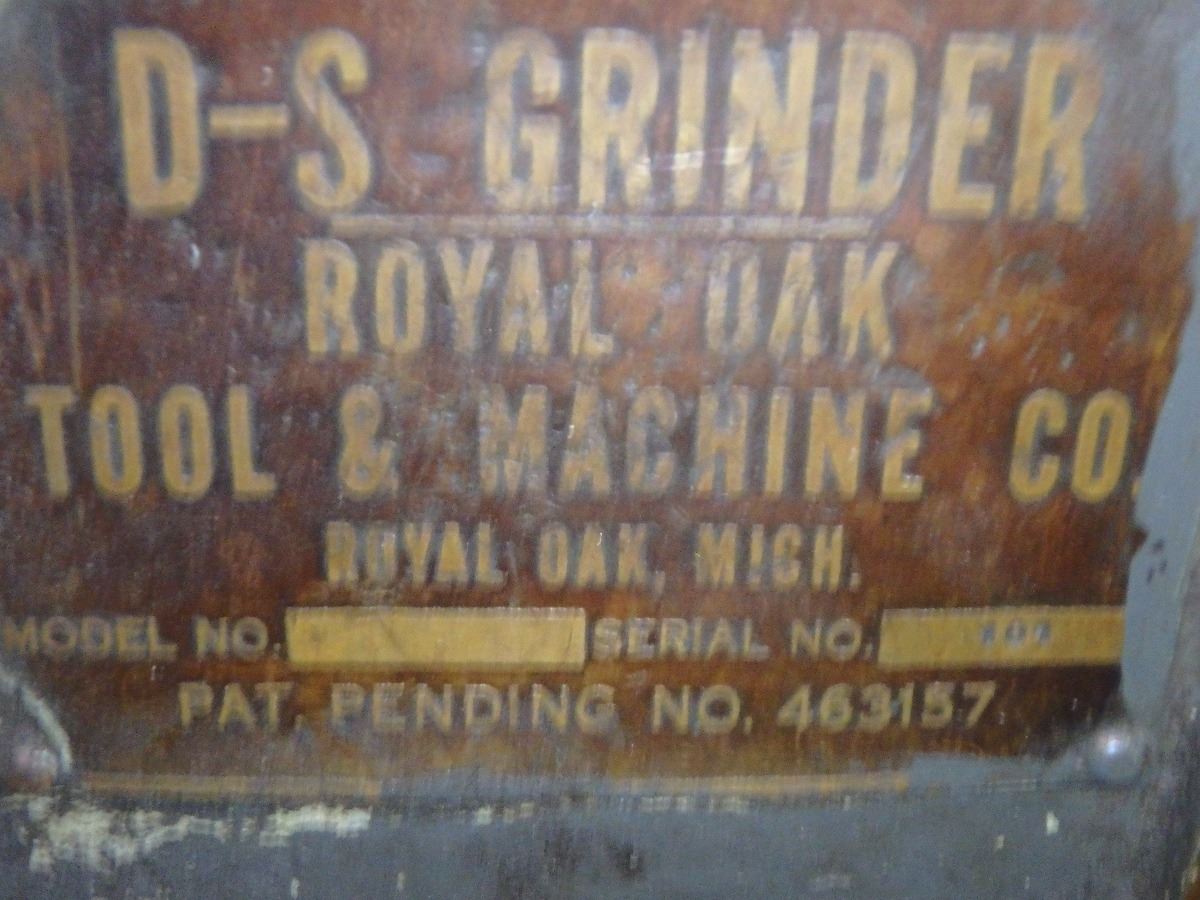 D-S GRINDER
ROYAL OAK
TOOL & MACHINE CO.
ROYAL OAK, MICH.
MODEL NO. SERIAL NO.
PAT. PENDING NO. 463157